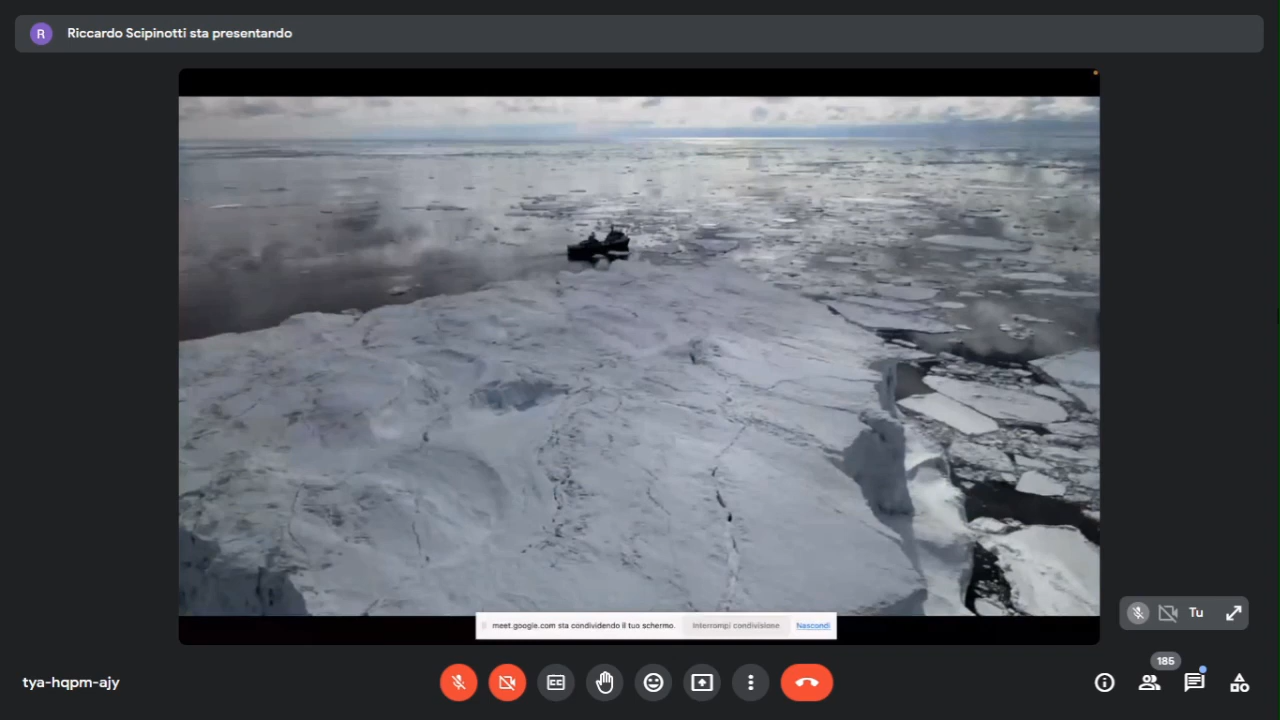 R
Riccardo Scipinotti sta presentando
meet.google.com sta condividendo il tuo schermo.
Interrompi condivisione
Nascondi
Tu
tya-hqpm-ajy
CC
185